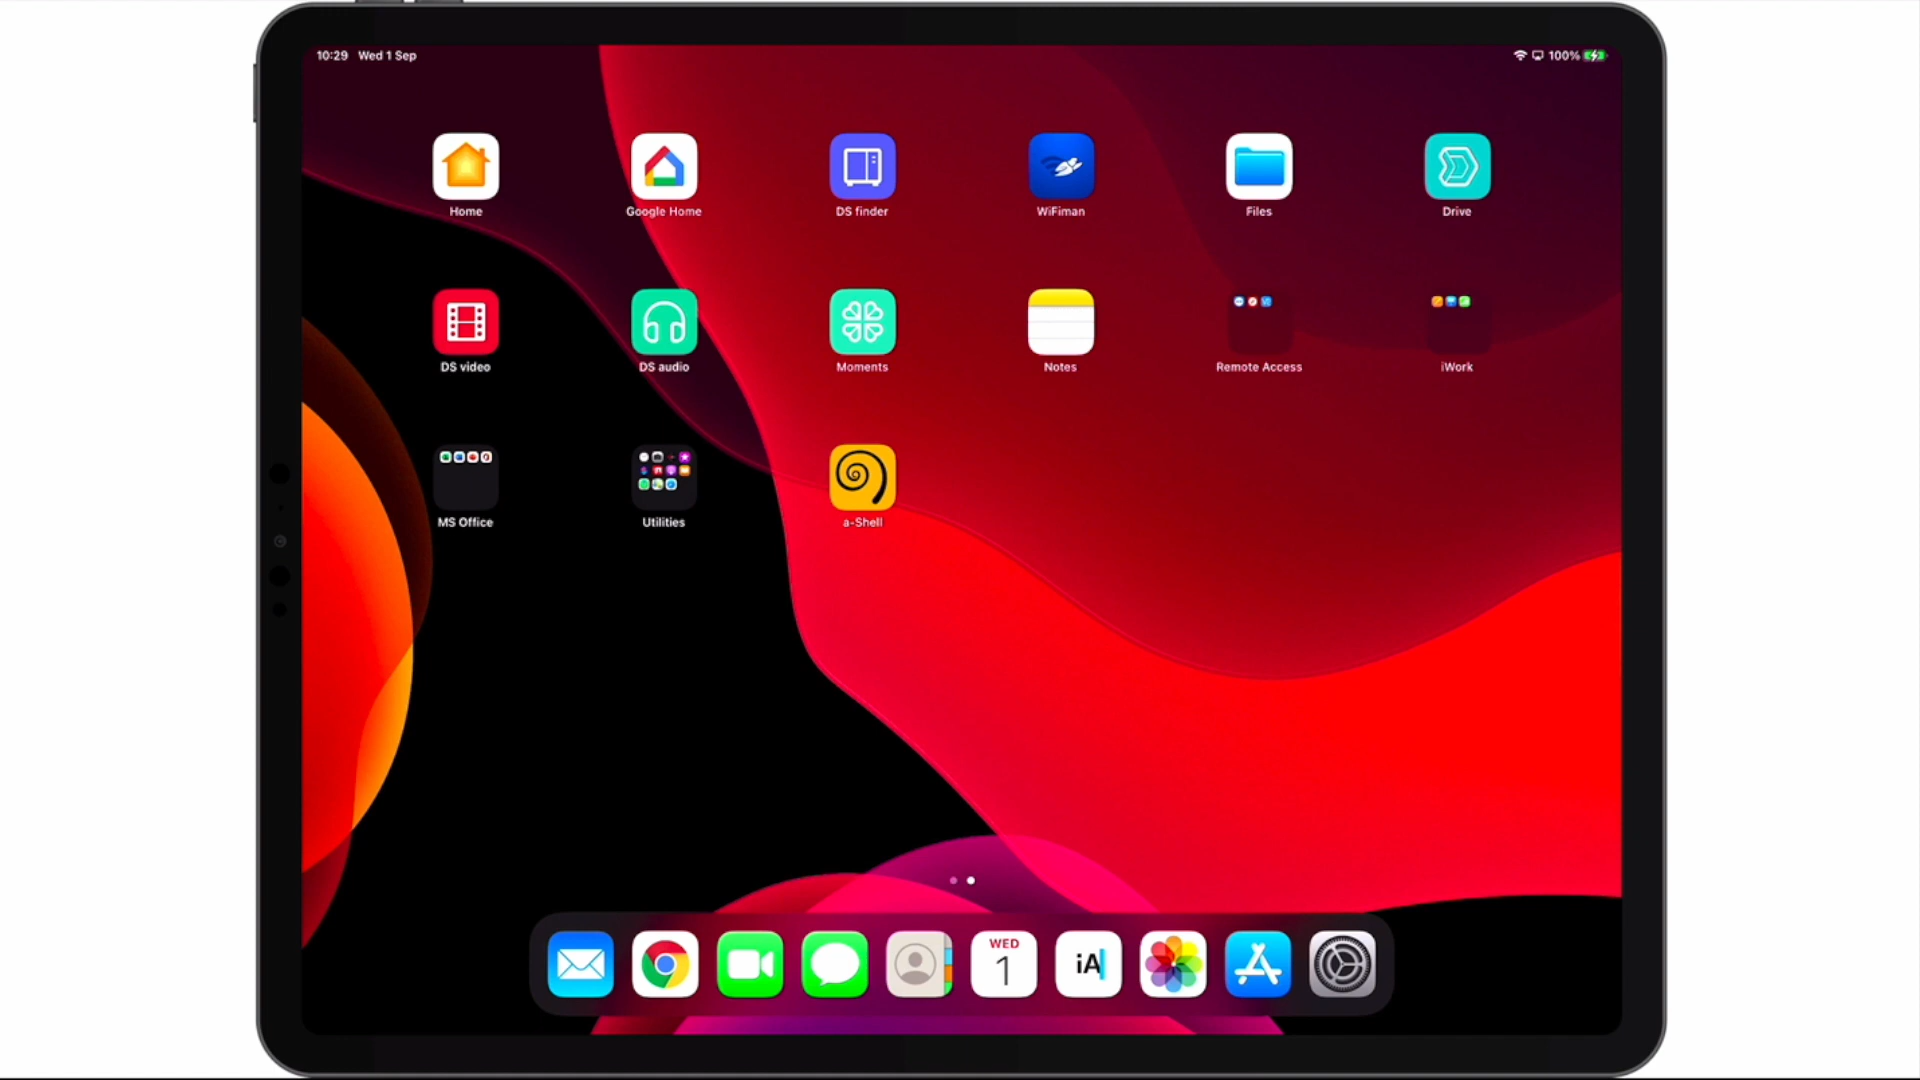 10:29 Wed 1 Sep
100%
Home
Google Home
DS finder
WiFiman
Files
Drive
DS video
DS audio
Moments
Notes
Remote Access
iWork
MS Office
Utilities
a-Shell
WED
1
iA